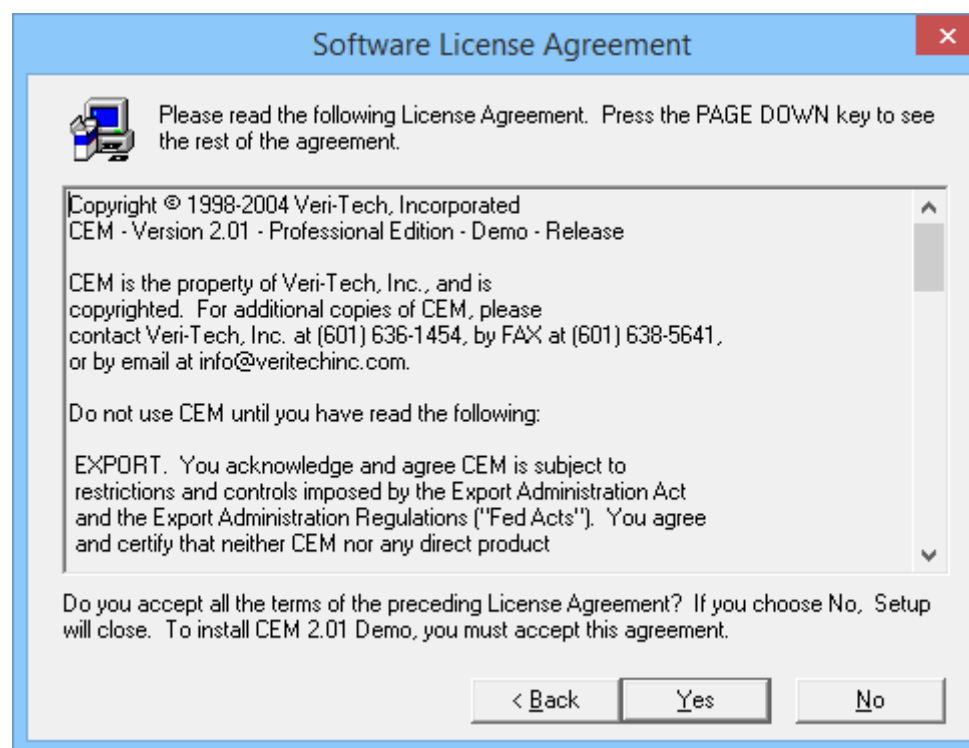 Software License Agreement
Please read the following License Agreement. Press the PAGE DOWN key to see
the rest of the agreement.
Copyright © 1998-2004 Veri-Tech, Incorporated
CEM - Version 2.01 - Professional Edition - Demo - Release
CEM is the property of Veri-Tech, Inc., and is
copyrighted. For additional copies of CEM, please
contact Veri-Tech, Inc. at (601) 636-1454, by FAX at (601) 638-5641,
or by email at info@veritechinc.com.
Do not use CEM until you have read the following:
EXPORT. You acknowledge and agree CEM is subject to
restrictions and controls imposed by the Export Administration Act
and the Export Administration Regulations ("Fed Acts"). You agree
and certify that neither CEM nor any direct product
Do you accept all the terms of the preceding License Agreement? If you choose No, Setup
will close. To install CEM 2.01 Demo, you must accept this agreement.
< Back Yes No